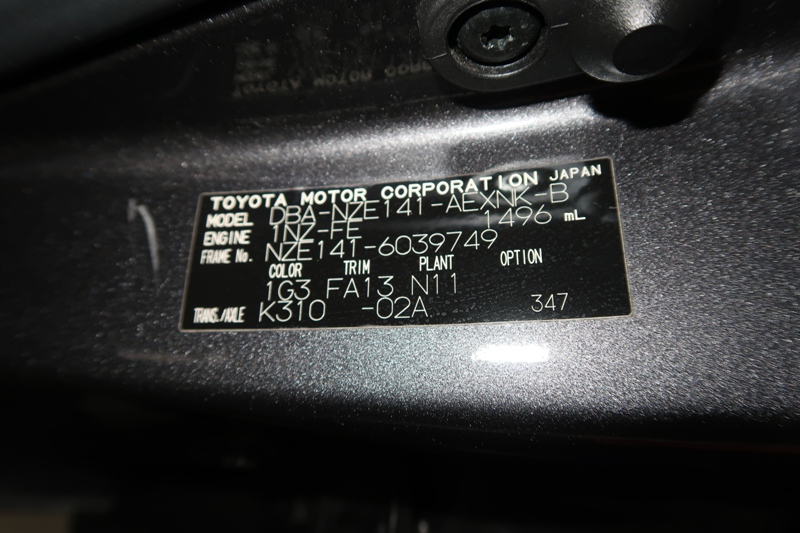 TOYOTA MOTOR CORPORATION JAPAN
MODEL DBA-NZE141-AEXNK-B
ENGINE 1NZ-FE 1496 mL
FRAME No. NZE141-6039749
COLOR TRIM PLANT OPTION
1G3 FA13 N11
TRANS./AXLE K310 -02A 347